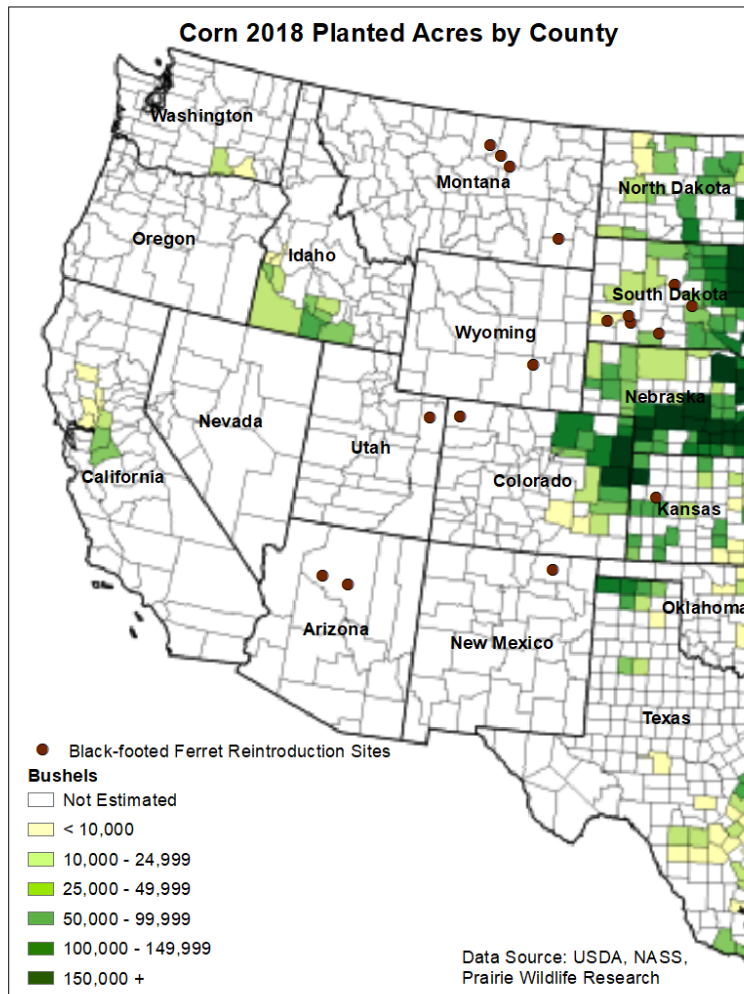 Corn 2018 Planted Acres by County
Washington
Montana
North Dakota
Oregon
Idaho
South Dakota
Wyoming
Nebraska
Nevada
Utah
California
Colorado
Kansas
Oklahoma
Arizona
New Mexico
Texas
Black-footed Ferret Reintroduction Sites
Bushels
Not Estimated
< 10,000
10,000 - 24,999
25,000 - 49,999
50,000 - 99,999
100,000 - 149,999
150,000 +
Data Source: USDA, NASS,
Prairie Wildlife Research